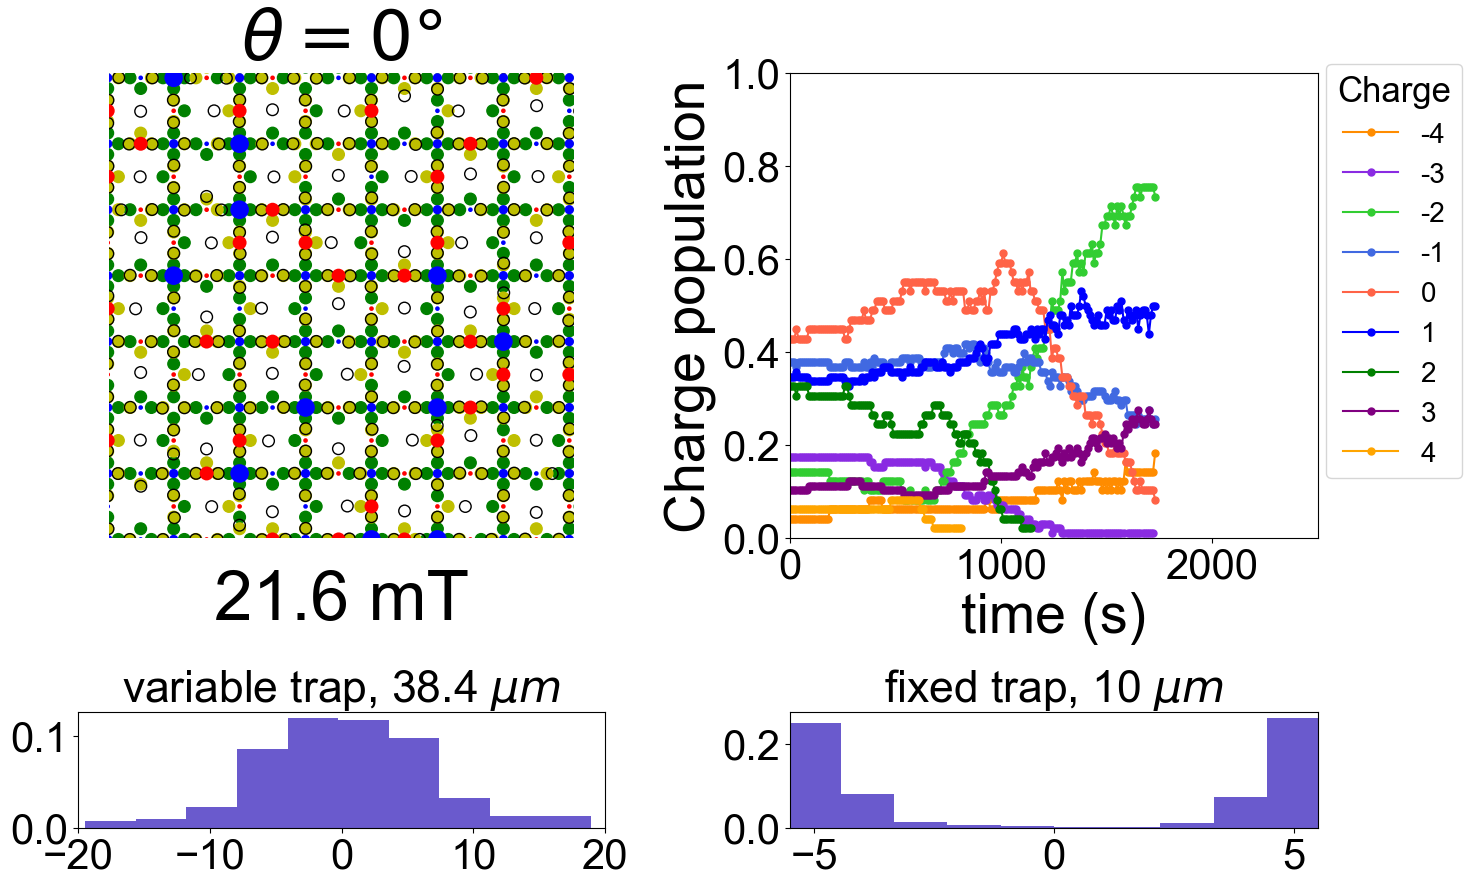 θ = 0°
21.6 mT
Charge population
1.0
0.8
0.6
0.4
0.2
0.0
0 1000 2000
time (s)
Charge
-4
-3
-2
-1
0
1
2
3
4
variable trap, 38.4 μm
0.1
0.0
−20 −10 0 10 20
fixed trap, 10 μm
0.2
0.0
−5 0 5